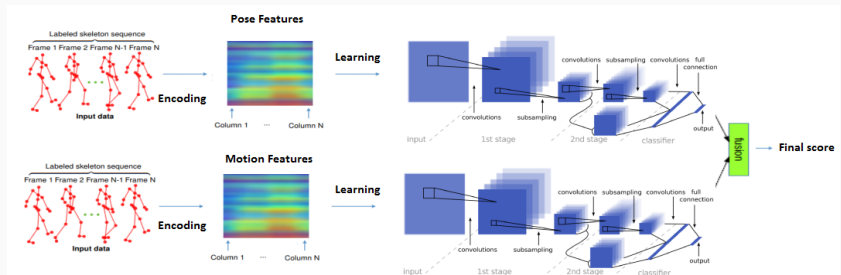 Pose Features
Labeled skeleton sequence
Frame 1 Frame 2 Frame N-1 Frame N
Input data
Encoding
Column 1 ... Column N
Learning
convolutions subsampling convolutions full connection
convolutions subsampling
output
input 1st stage 2nd stage classifier
fusion
Final score
Motion Features
Labeled skeleton sequence
Frame 1 Frame 2 Frame N-1 Frame N
Input data
Encoding
Column 1 ... Column N
Learning
convolutions subsampling convolutions full connection
convolutions subsampling
output
input 1st stage 2nd stage classifier